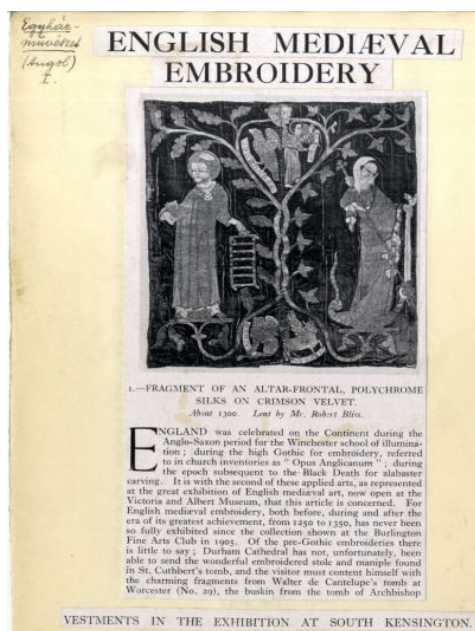 Egyház-
művészet
(Angol)
I.
ENGLISH MEDIÆVAL
EMBROIDERY
1.—FRAGMENT OF AN ALTAR-FRONTAL, POLYCHROME
SILKS ON CRIMSON VELVET.
About 1300. Lent by Mr. Robert Bliss.
ENGLAND was celebrated on the Continent during the
Anglo-Saxon period for the Winchester school of illumina-
tion ; during the high Gothic for embroidery, referred
to in church inventories as “ Opus Anglicanum ” ; during
the epoch subsequent to the Black Death for alabaster
carving. It is with the second of these applied arts, as represented
at the great exhibition of English mediæval art, now open at the
Victoria and Albert Museum, that this article is concerned. For
English mediæval embroidery, both before, during and after the
era of its greatest achievement, from 1250 to 1350, has never been
so fully exhibited since the collection shown at the Burlington
Fine Arts Club in 1905. Of the pre-Gothic embroideries there
is little to say ; Durham Cathedral has not, unfortunately, been
able to send the wonderful embroidered stole and maniple found
in St. Cuthbert's tomb, and the visitor must content himself with
the charming fragments from Walter de Cantelupe's tomb at
Worcester (No. 29), the buskin from the tomb of Archbishop
VESTMENTS IN THE EXHIBITION AT SOUTH KENSINGTON